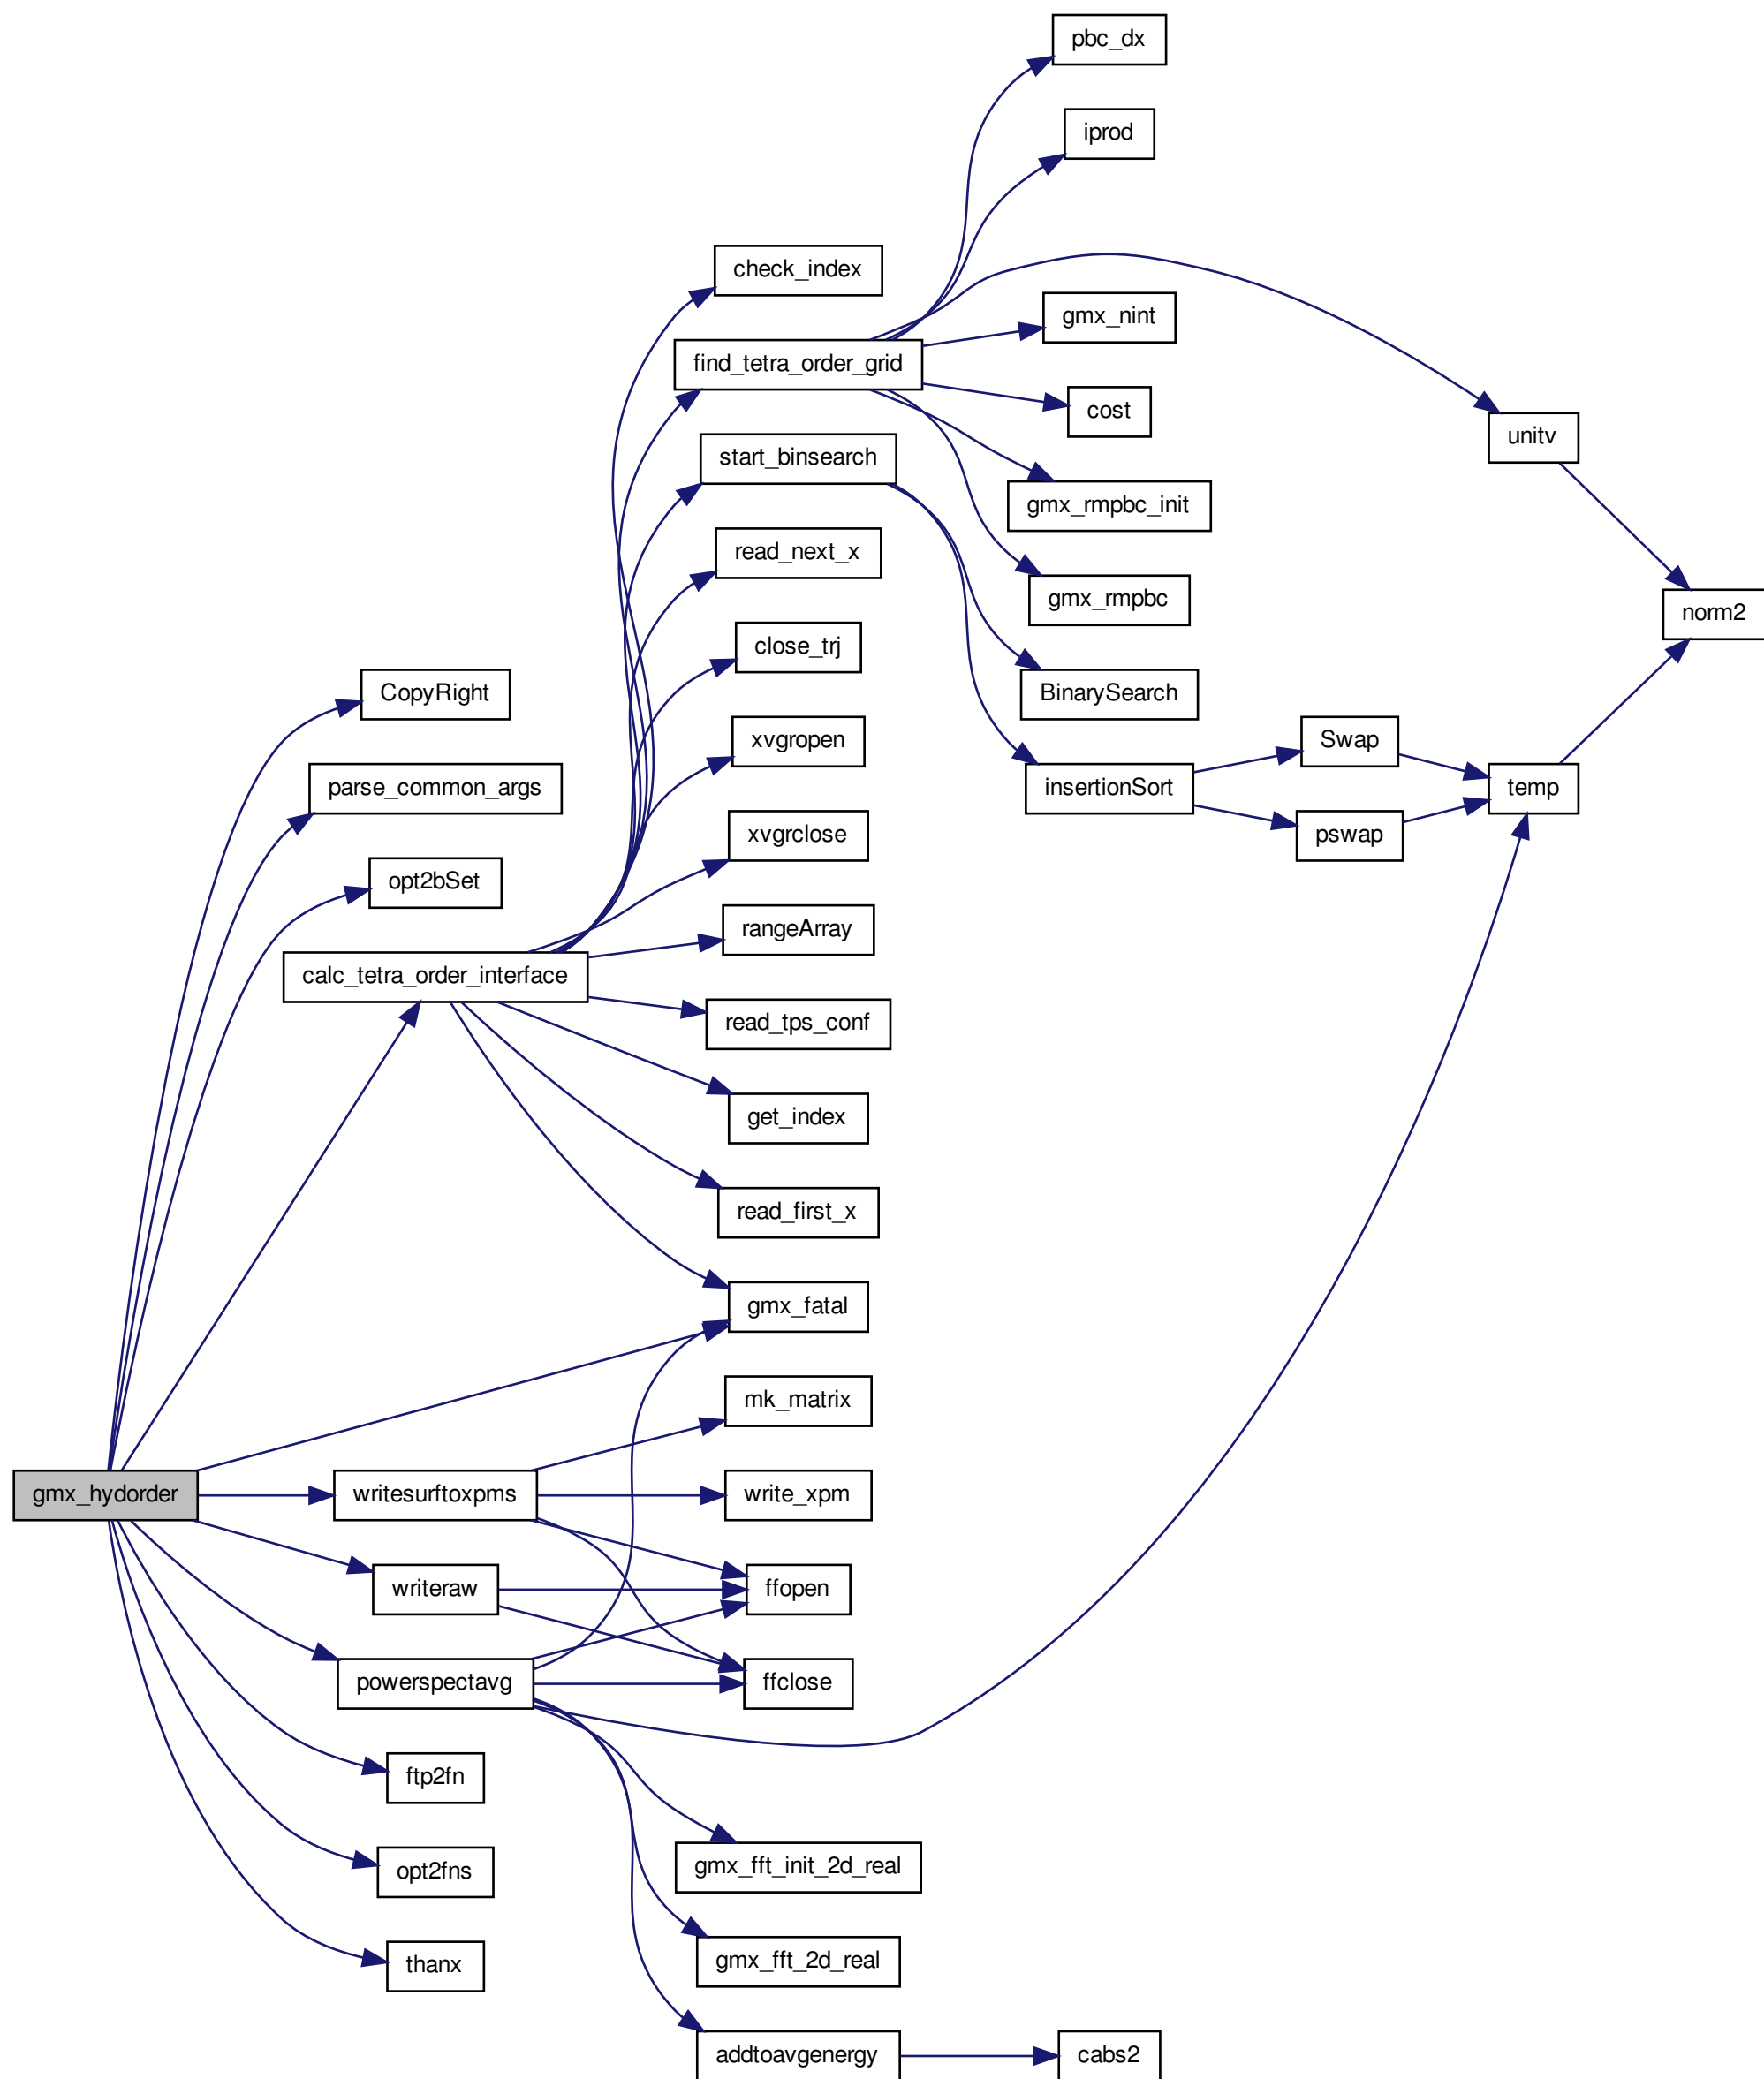 pbc_dx
iprod
check_index
gmx_nint
find_tetra_order_grid
cost
unitv
start_binsearch
gmx_rmpbc_init
read_next_x
gmx_rmpbc
norm2
close_trj
CopyRight
BinarySearch
xvgropen
Swap
parse_common_args
insertionSort
temp
xvgrclose
pswap
opt2bSet
rangeArray
calc_tetra_order_interface
read_tps_conf
get_index
read_first_x
gmx_fatal
mk_matrix
gmx_hydorder
writesurftoxpms
write_xpm
writeraw
ffopen
powerspectavg
ffclose
ftp2fn
gmx_fft_init_2d_real
opt2fns
gmx_fft_2d_real
thanx
addtoavgenergy
cabs2